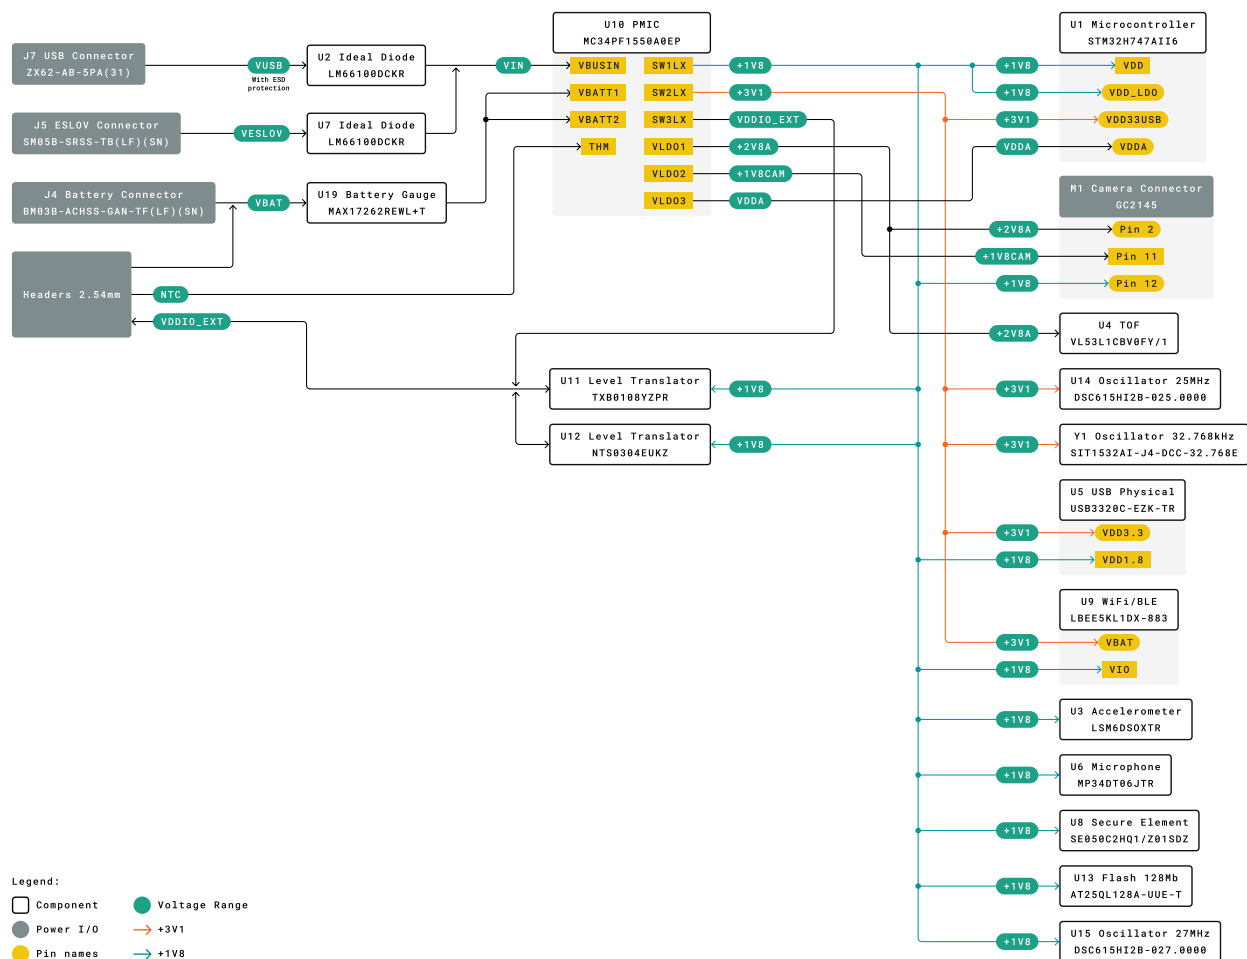 J7 USB Connector
ZX62-AB-5PA(31)
VUSB
With ESD
protection
U2 Ideal Diode
LM66100DCKR
VIN
J5 ESLOV Connector
SM05B-SRSS-TB(LF)(SN)
VESLOV
U7 Ideal Diode
LM66100DCKR
J4 Battery Connector
BM03B-ACHSS-GAN-TF(LF)(SN)
VBAT
U19 Battery Gauge
MAX17262REWL+T
Headers 2.54mm
NTC
VDDIO_EXT
U10 PMIC
MC34PF1550A0EP
VBUSIN
SW1LX
+1V8
VBATT1
SW2LX
+3V1
VBATT2
SW3LX
VDDIO_EXT
THM
VLDO1
+2V8A
VLDO2
+1V8CAM
VLDO3
VDDA
U11 Level Translator
TXB0108YZPR
+1V8
U12 Level Translator
NTS0304EUKZ
+1V8
U1 Microcontroller
STM32H747AII6
+1V8
VDD
+1V8
VDD_LDO
+3V1
VDD33USB
VDDA
VDDA
M1 Camera Connector
GC2145
+2V8A
Pin 2
+1V8CAM
Pin 11
+1V8
Pin 12
+2V8A
U4 TOF
VL53L1CBV0FY/1
+3V1
U14 Oscillator 25MHz
DSC615HI2B-025.0000
+3V1
Y1 Oscillator 32.768kHz
SIT1532AI-J4-DCC-32.768E
U5 USB Physical
USB3320C-EZK-TR
+3V1
VDD3.3
+1V8
VDD1.8
U9 WiFi/BLE
LBEE5KL1DX-883
+3V1
VBAT
+1V8
VIO
+1V8
U3 Accelerometer
LSM6DSOXTR
+1V8
U6 Microphone
MP34DT06JTR
+1V8
U8 Secure Element
SE050C2HQ1/Z01SDZ
+1V8
U13 Flash 128Mb
AT25QL128A-UUE-T
+1V8
U15 Oscillator 27MHz
DSC615HI2B-027.0000
Legend:
Component
Voltage Range
Power I/O
+3V1
Pin names
+1V8